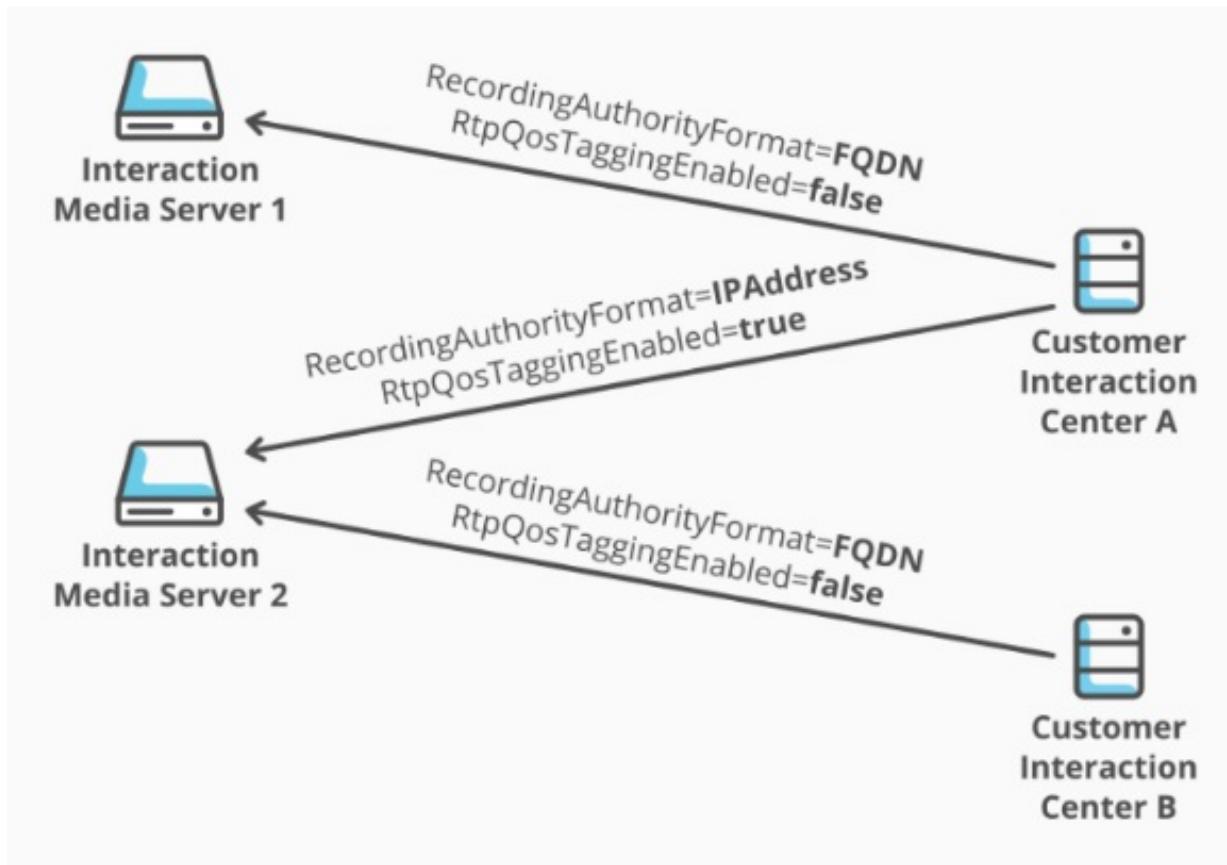 RecordingAuthorityFormat=FQDN
RtpQosTaggingEnabled=false
Interaction
Media Server 1
RecordingAuthorityFormat=IPAddress
RtpQosTaggingEnabled=true
Customer
Interaction
Center A
RecordingAuthorityFormat=FQDN
RtpQosTaggingEnabled=false
Interaction
Media Server 2
Customer
Interaction
Center B